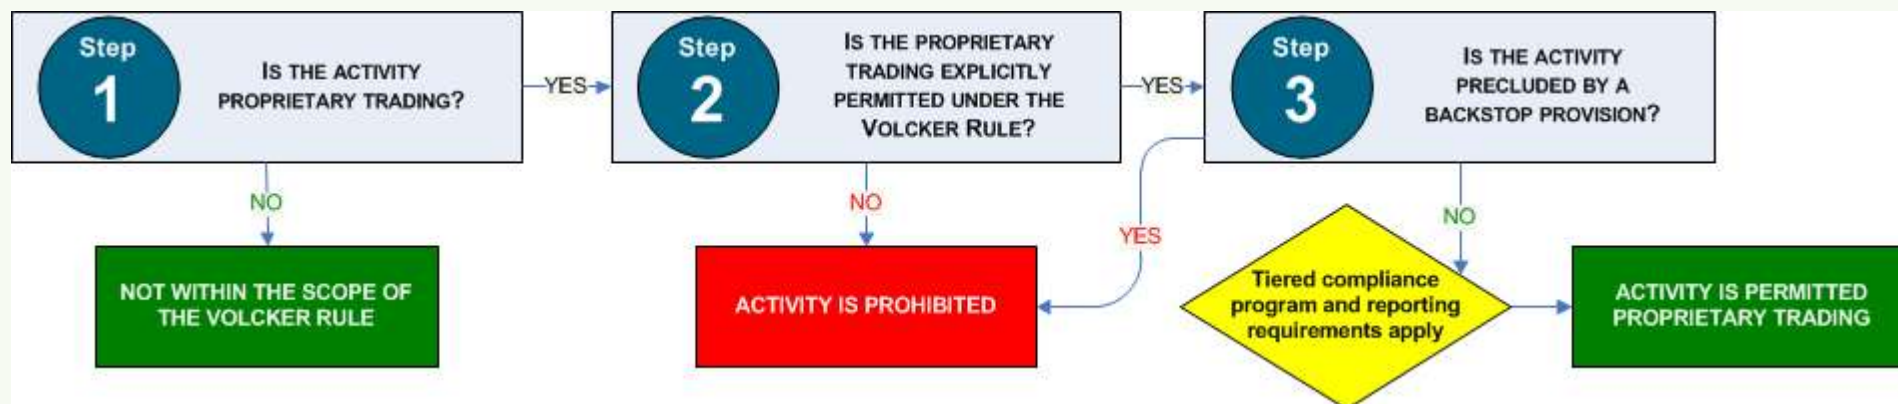 Step
1
IS THE ACTIVITY
PROPRIETARY TRADING?
YES
Step
2
IS THE PROPRIETARY
TRADING EXPLICITLY
PERMITTED UNDER THE
VOLCKER RULE?
YES
Step
3
IS THE ACTIVITY
PRECLUDED BY A
BACKSTOP PROVISION?
NO
NO
YES
NO
NOT WITHIN THE SCOPE OF
THE VOLCKER RULE
ACTIVITY IS PROHIBITED
Tiered compliance
program and reporting
requirements apply
ACTIVITY IS PERMITTED
PROPRIETARY TRADING